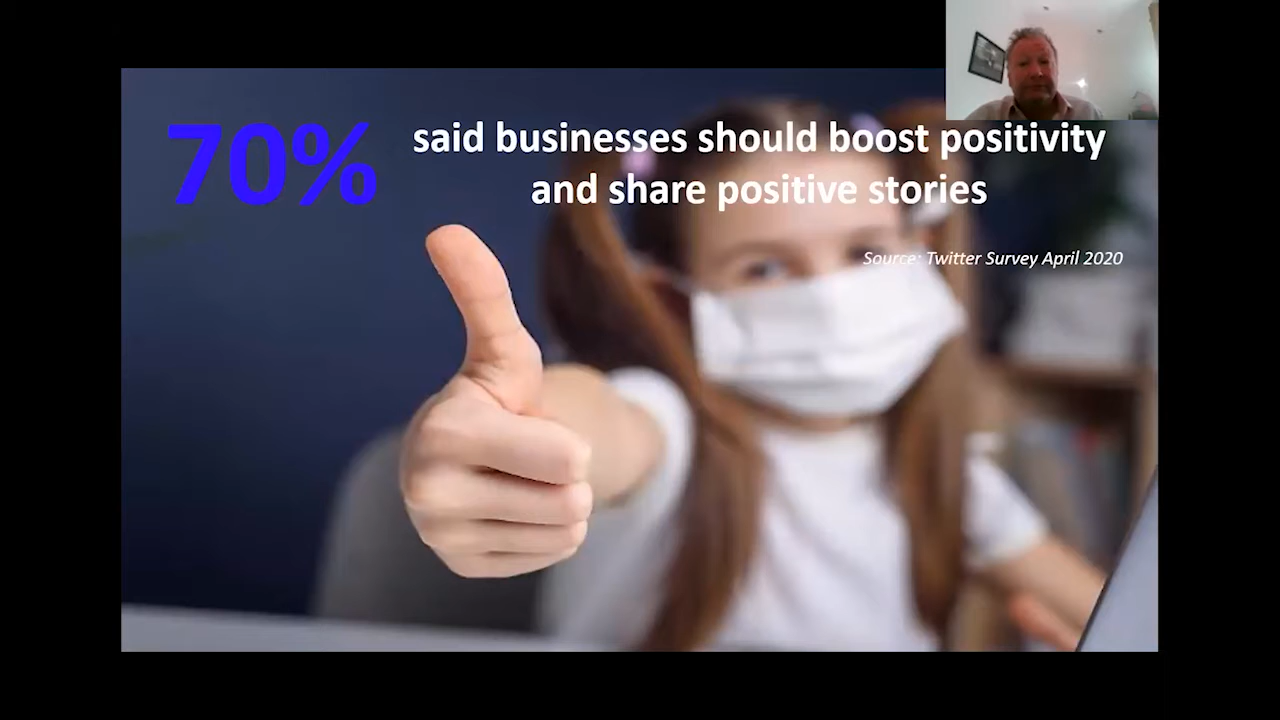 70%
said businesses should boost positivity
and share positive stories
Source: Twitter Survey April 2020